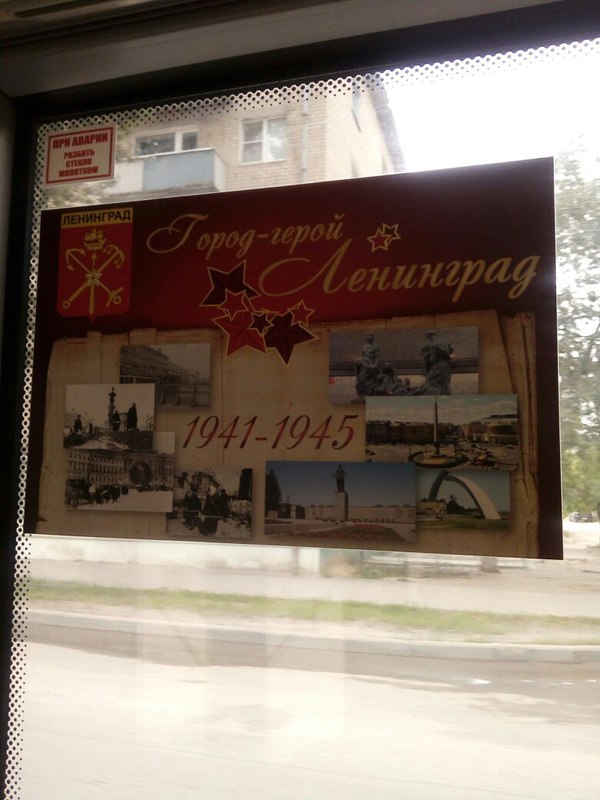 ПРИ АВАРИИ
РАЗБИТЬ
СТЕКЛО
МОЛОТКОМ
ЛЕНИНГРАД
Город-герой
Ленинград
1941-1945